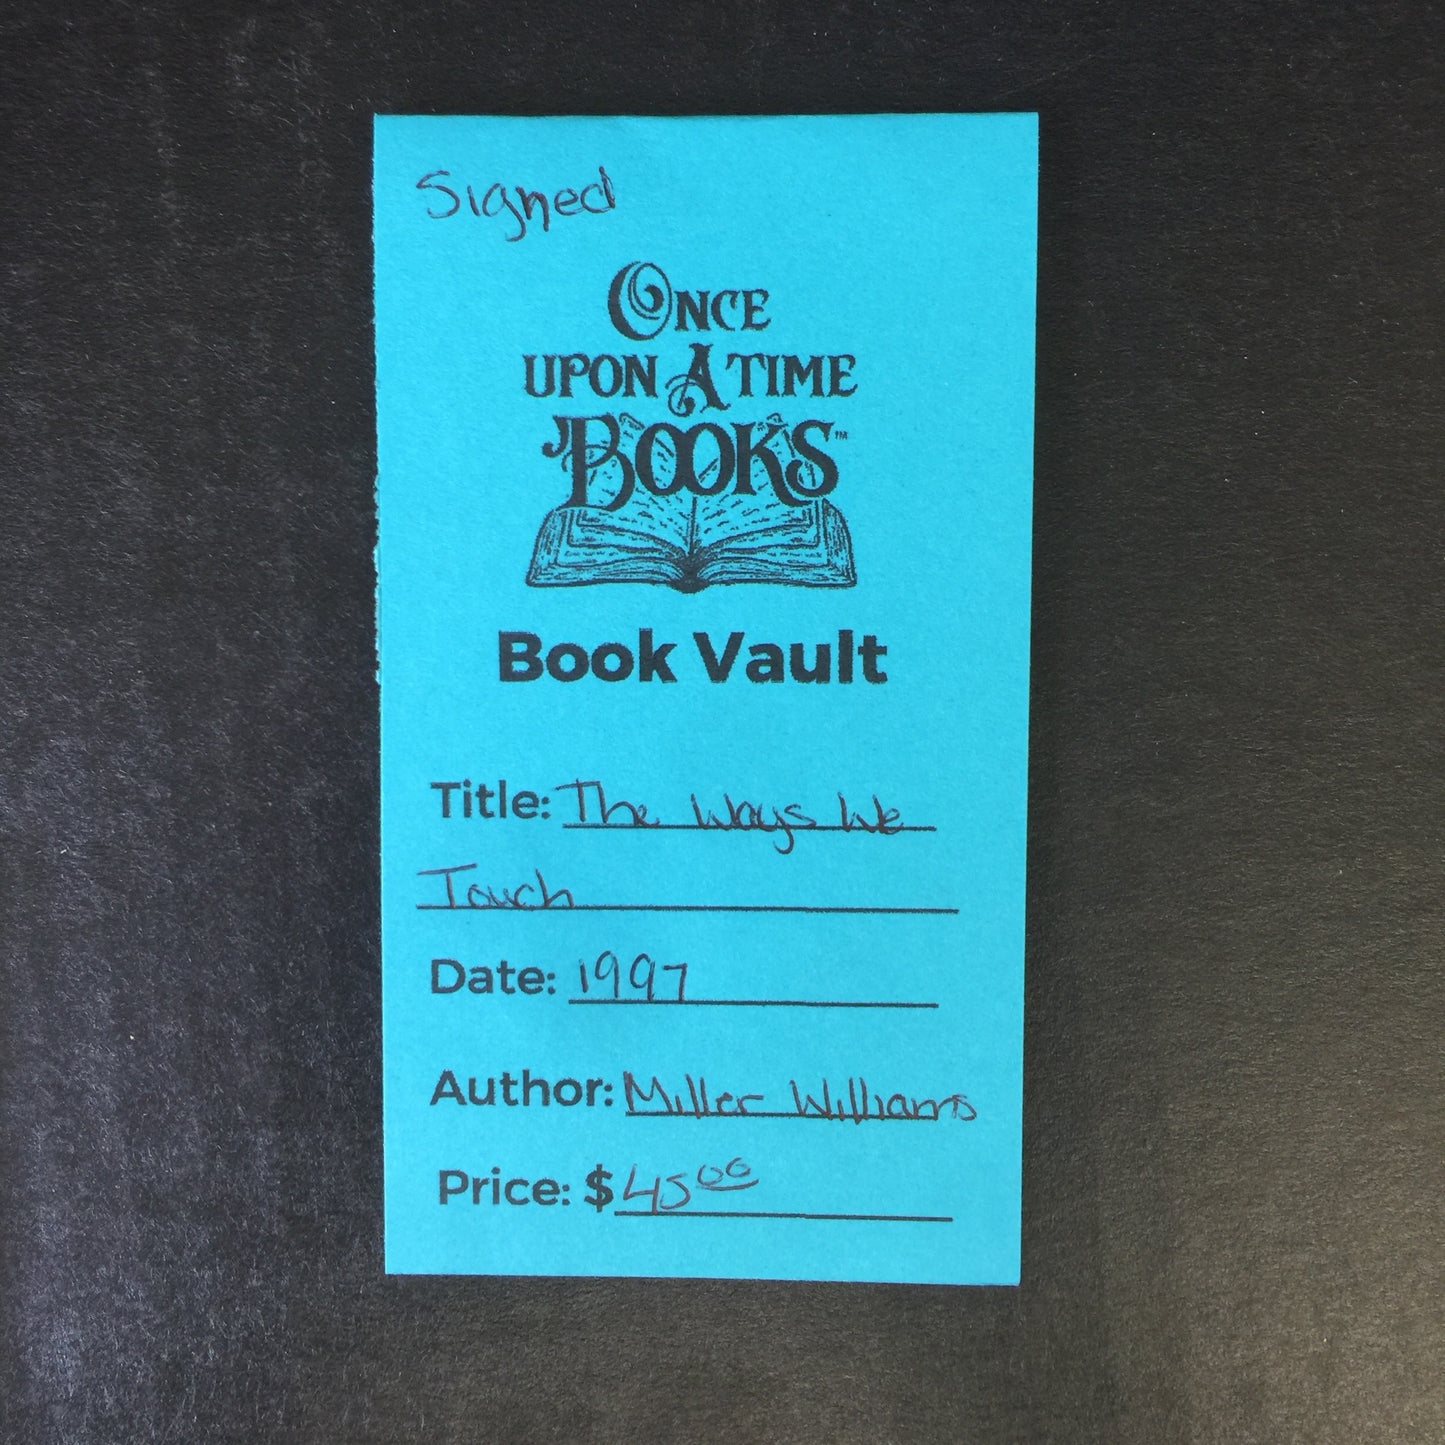 Signed
ONCE
UPON A TIME
BOOKS™
Book Vault
Title: The Ways We
Touch
Date: 1997
Author: Miller Williams
Price: $45 00